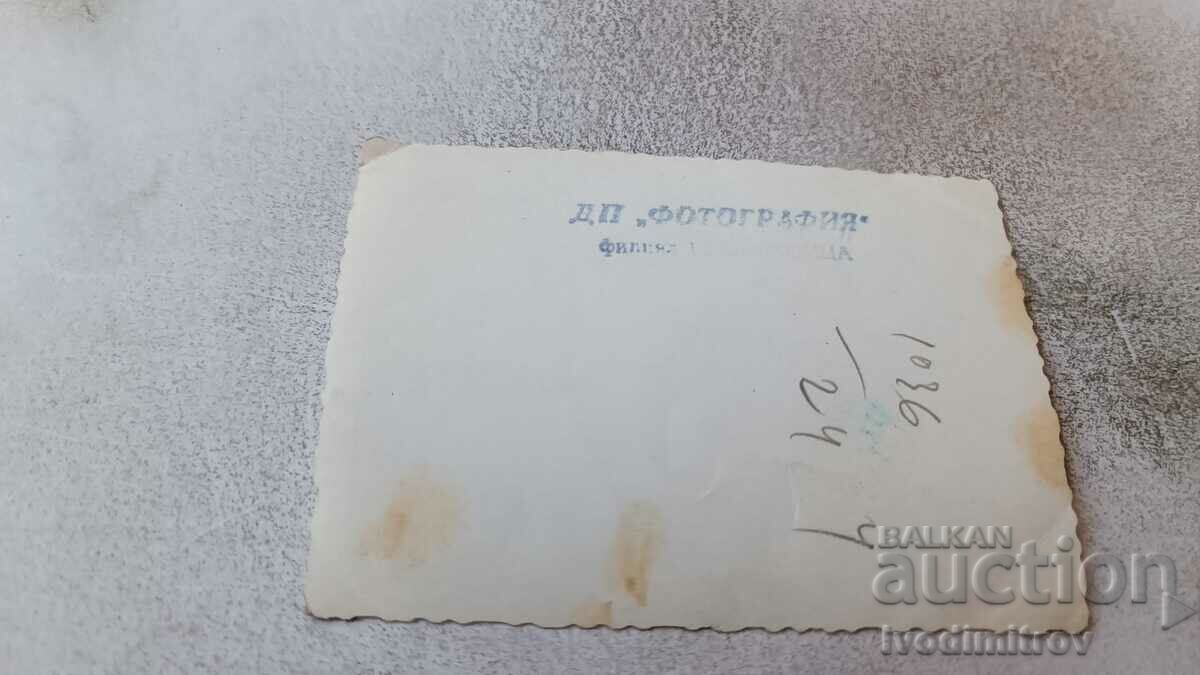 ДП „ФОТОГРАФИЯ"
филиал
1036
24
BALKAN
auction
ivodimitrov